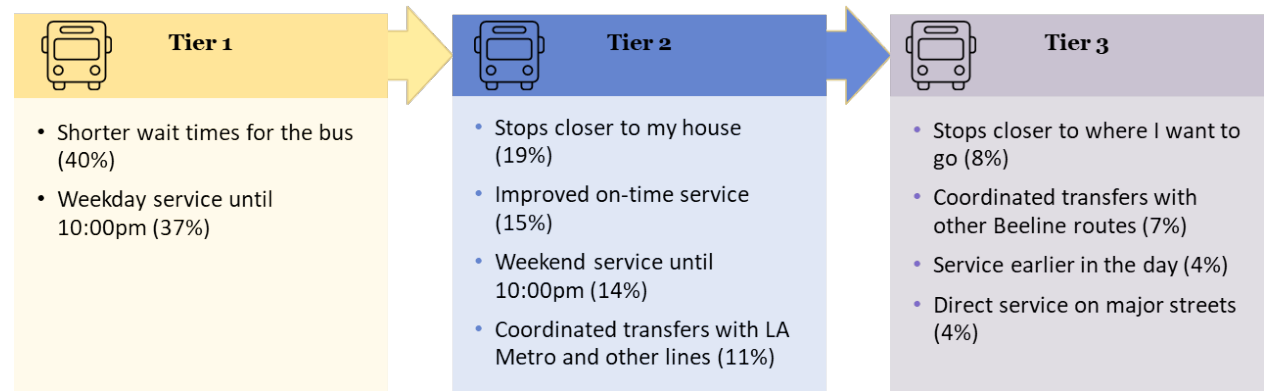 Tier 1
• Shorter wait times for the bus
(40%)
• Weekday service until
10:00pm (37%)
Tier 2
• Stops closer to my house
(19%)
• Improved on-time service
(15%)
• Weekend service until
10:00pm (14%)
• Coordinated transfers with LA
Metro and other lines (11%)
Tier 3
• Stops closer to where I want to
go (8%)
• Coordinated transfers with
other Beeline routes (7%)
• Service earlier in the day (4%)
• Direct service on major streets
(4%)